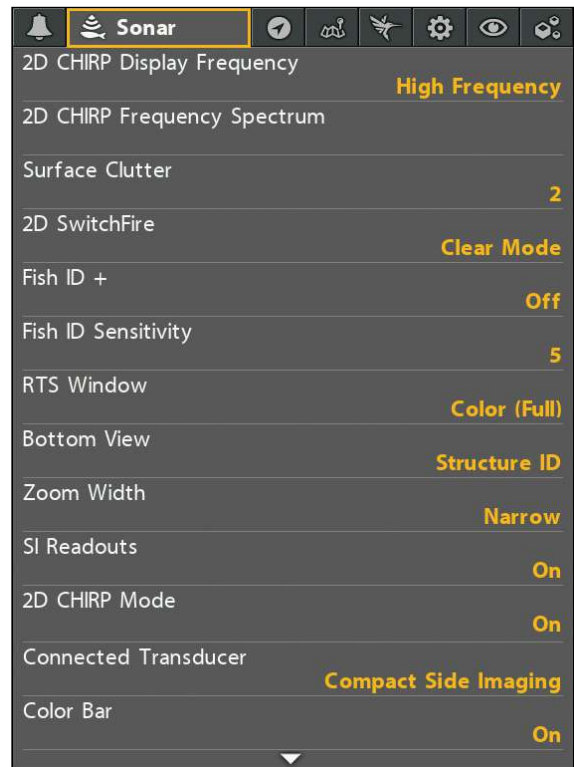 Sonar
2D CHIRP Display Frequency
High Frequency
2D CHIRP Frequency Spectrum
Surface Clutter
2
2D SwitchFire
Clear Mode
Fish ID +
Off
Fish ID Sensitivity
5
RTS Window
Color (Full)
Bottom View
Structure ID
Zoom Width
Narrow
SI Readouts
On
2D CHIRP Mode
On
Connected Transducer
Compact Side Imaging
Color Bar
On